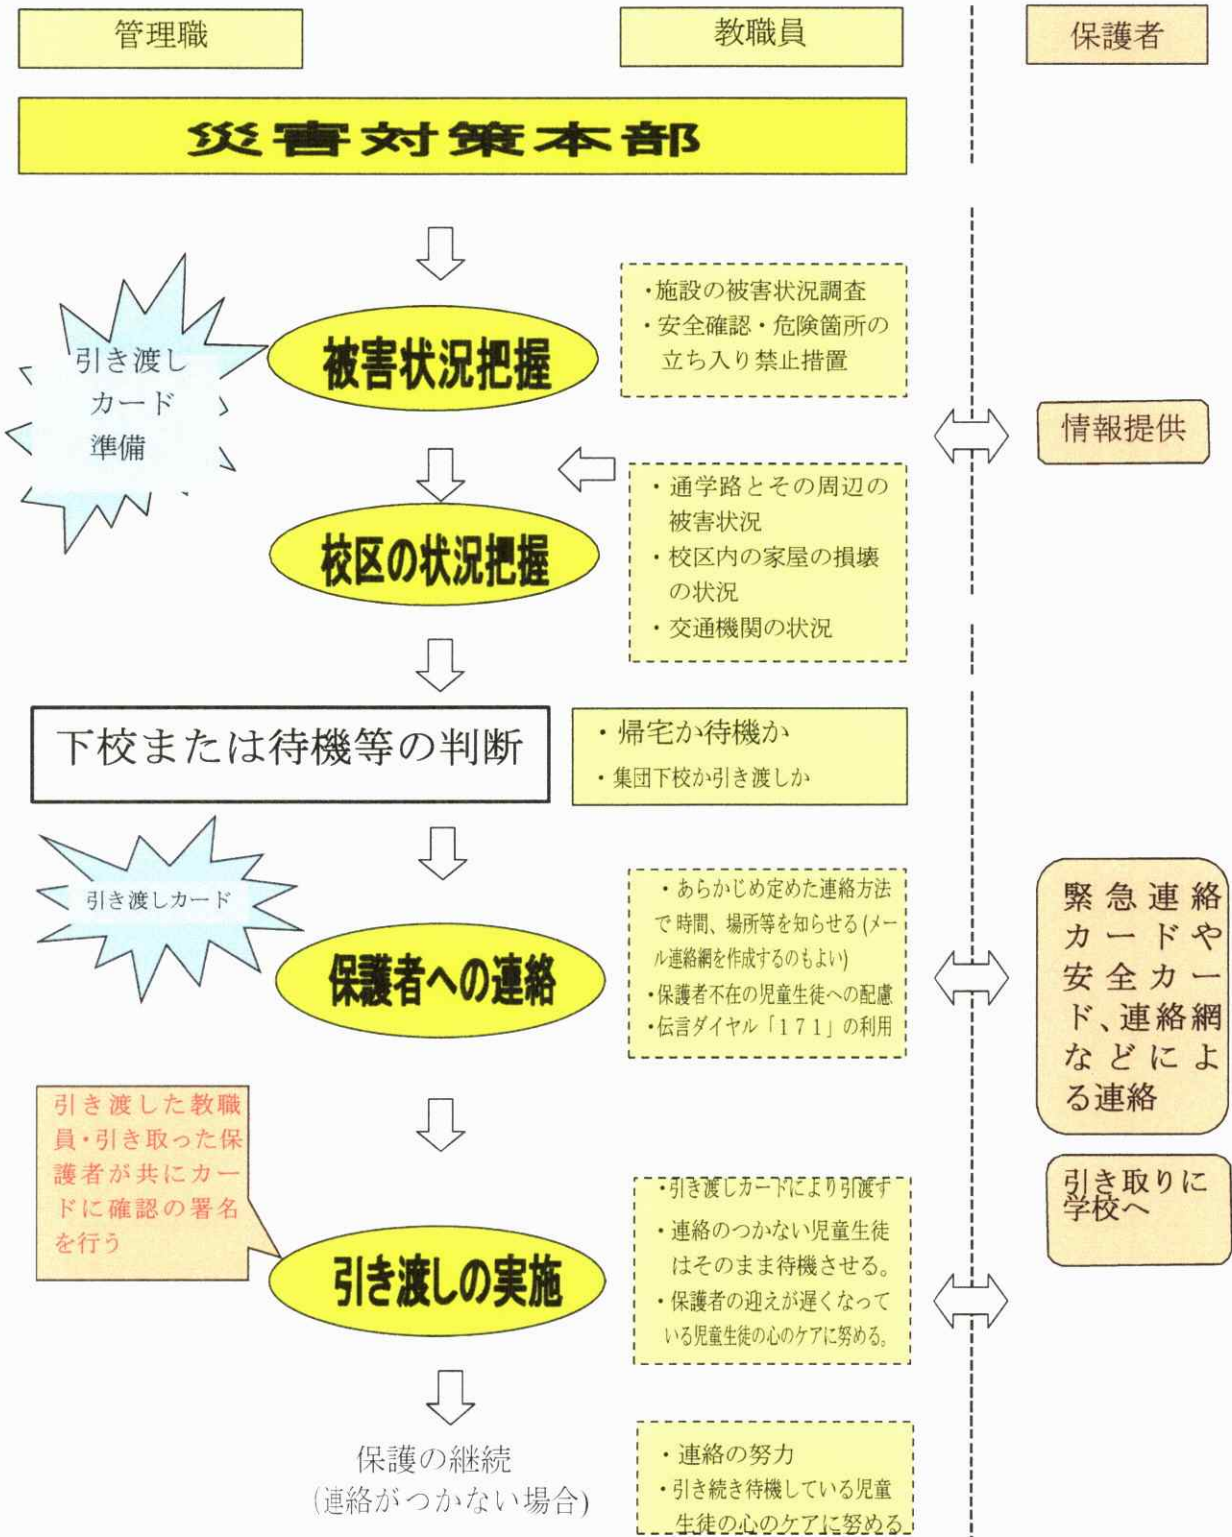 管理職
教職員
保護者
災害対策本部
・施設の被害状況調査
・安全確認・危険箇所の
立ち入り禁止措置
引き渡し
カード
準備
被害状況把握
情報提供
・通学路とその周辺の
被害状況
・校区内の家屋の損壊
の状況
・交通機関の状況
校区の状況把握
下校または待機等の判断
・帰宅か待機か
・集団下校か引き渡しか
引き渡しカード
・あらかじめ定めた連絡方法
で時間、場所等を知らせる(メー
ル連絡網を作成するのもよい)
・保護者不在の児童生徒への配慮
・伝言ダイヤル「171」の利用
保護者への連絡
緊急連絡
カードや
安全カー
ド、連絡網
などによ
る連絡
引き渡した教職
員・引き取った保
護者が共にカー
ドに確認の署名
を行う
引き取りに
学校へ
・引き渡しカードにより引渡す
・連絡のつかない児童生徒
はそのまま待機させる。
・保護者の迎えが遅くなって
いる児童生徒の心のケアに努める。
引き渡しの実施
保護の継続
(連絡がつかない場合)
・連絡の努力
・引き続き待機している児童
生徒の心のケアに努める